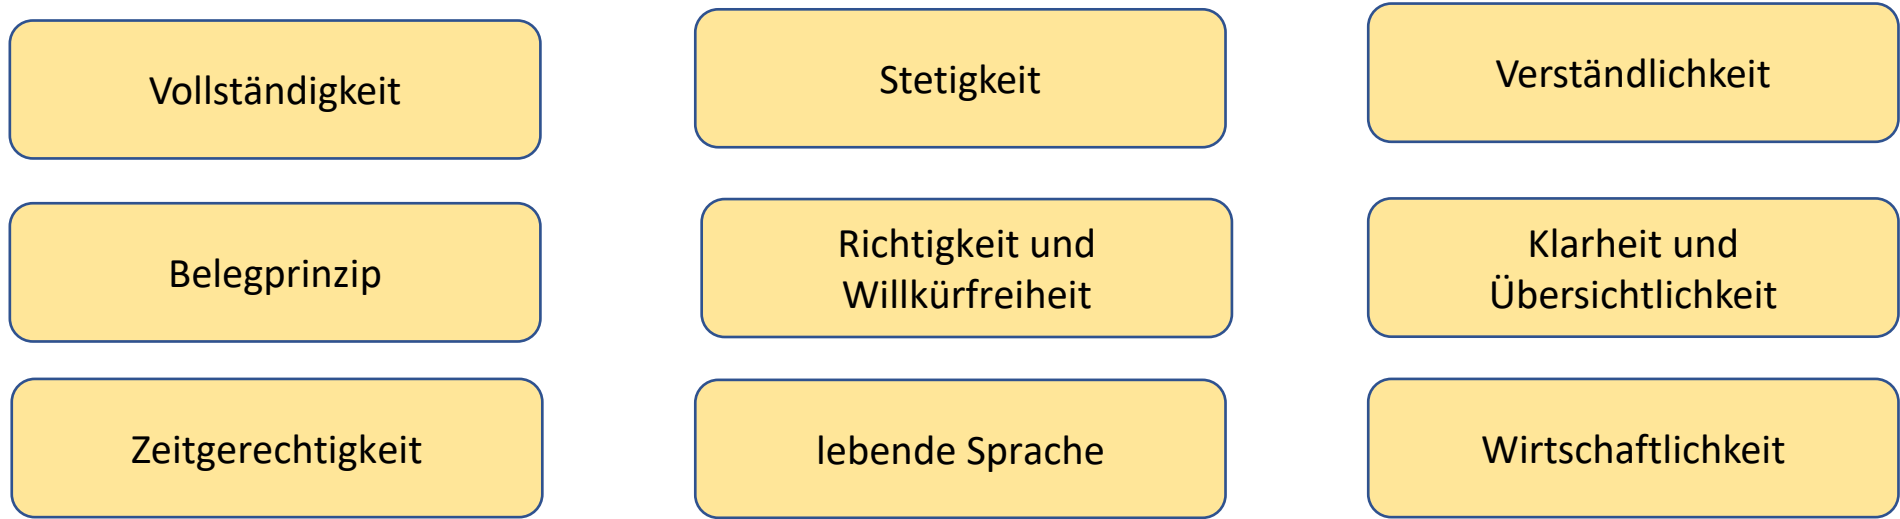 Vollständigkeit
Stetigkeit
Verständlichkeit
Belegprinzip
Richtigkeit und
Willkürfreiheit
Klarheit und
Übersichtlichkeit
Zeitgerechtigkeit
lebende Sprache
Wirtschaftlichkeit